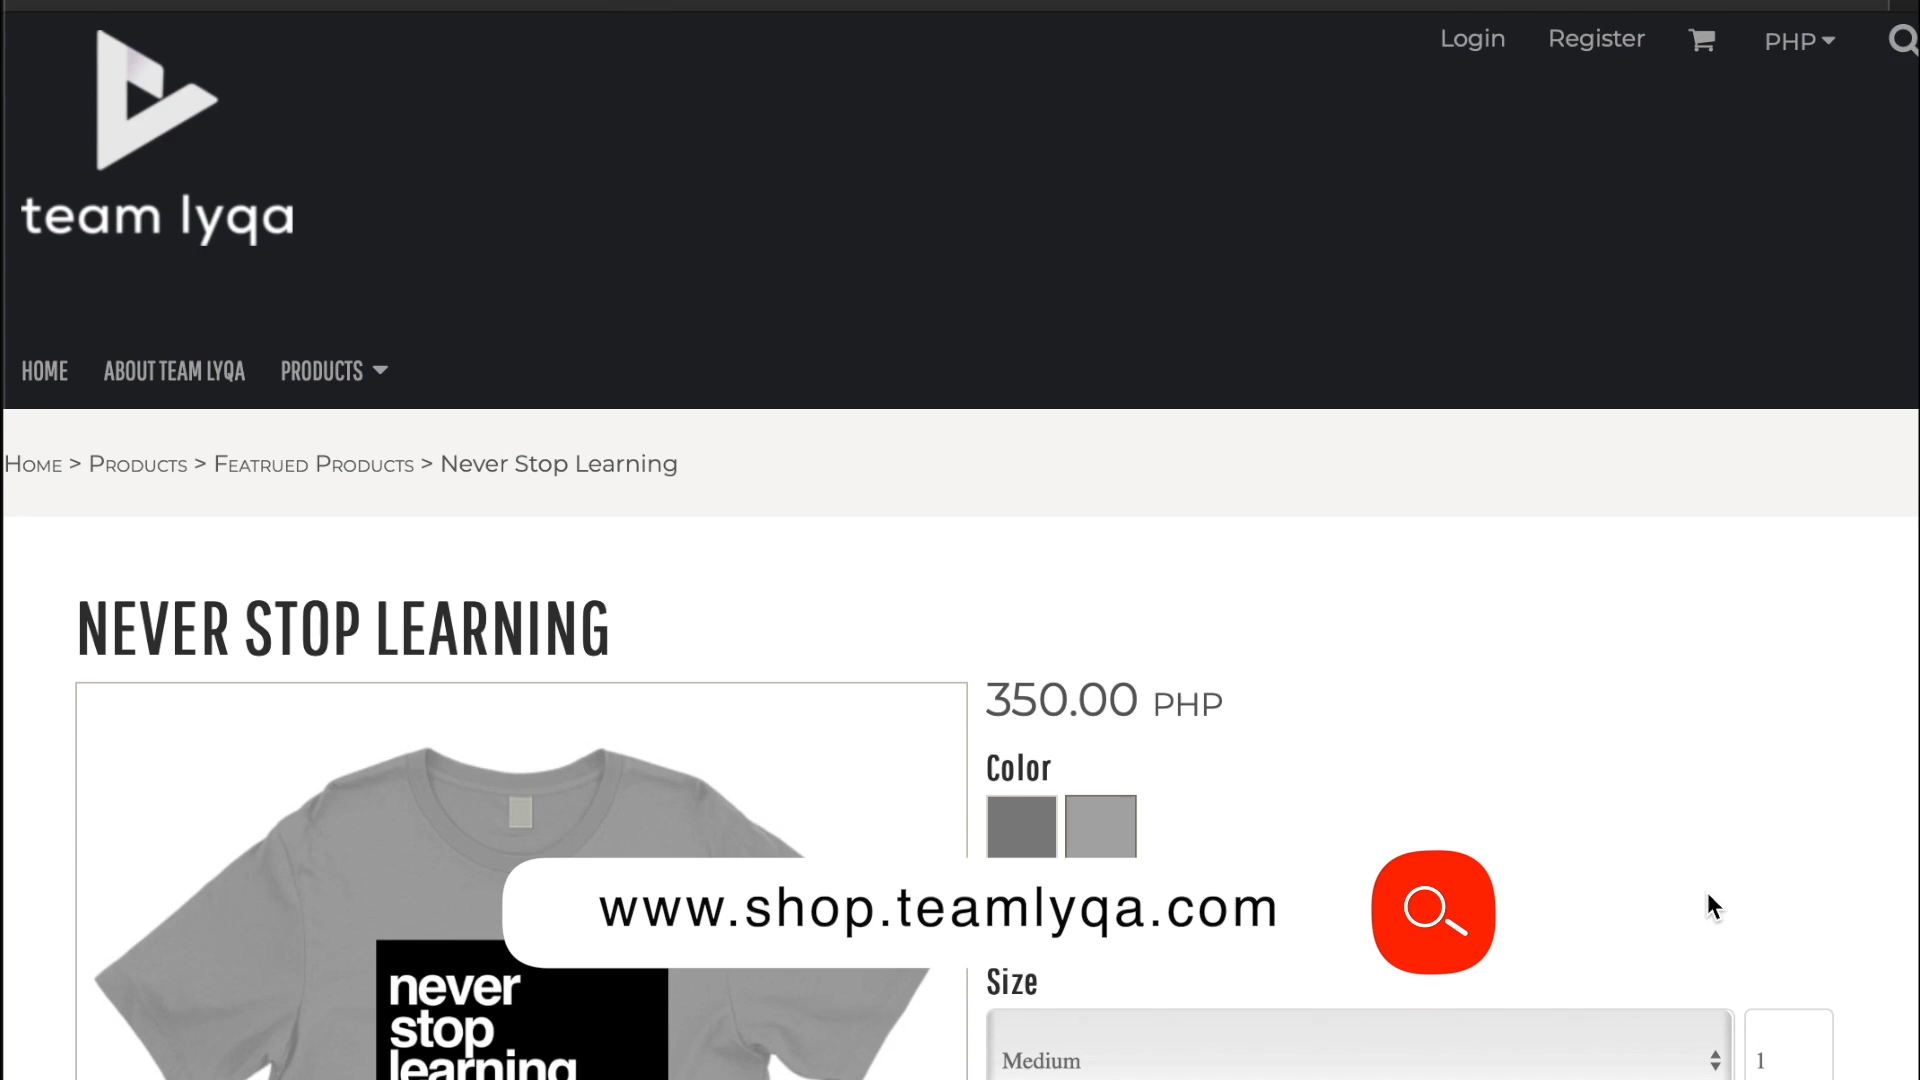 Login Register PHP
team lyqa
HOME ABOUT TEAM LYQA PRODUCTS
Home > Products > Featrued Products > Never Stop Learning
NEVER STOP LEARNING
350.00 PHP
Color
www.shop.teamlyqa.com
never
stop
learning
Size
Medium 1